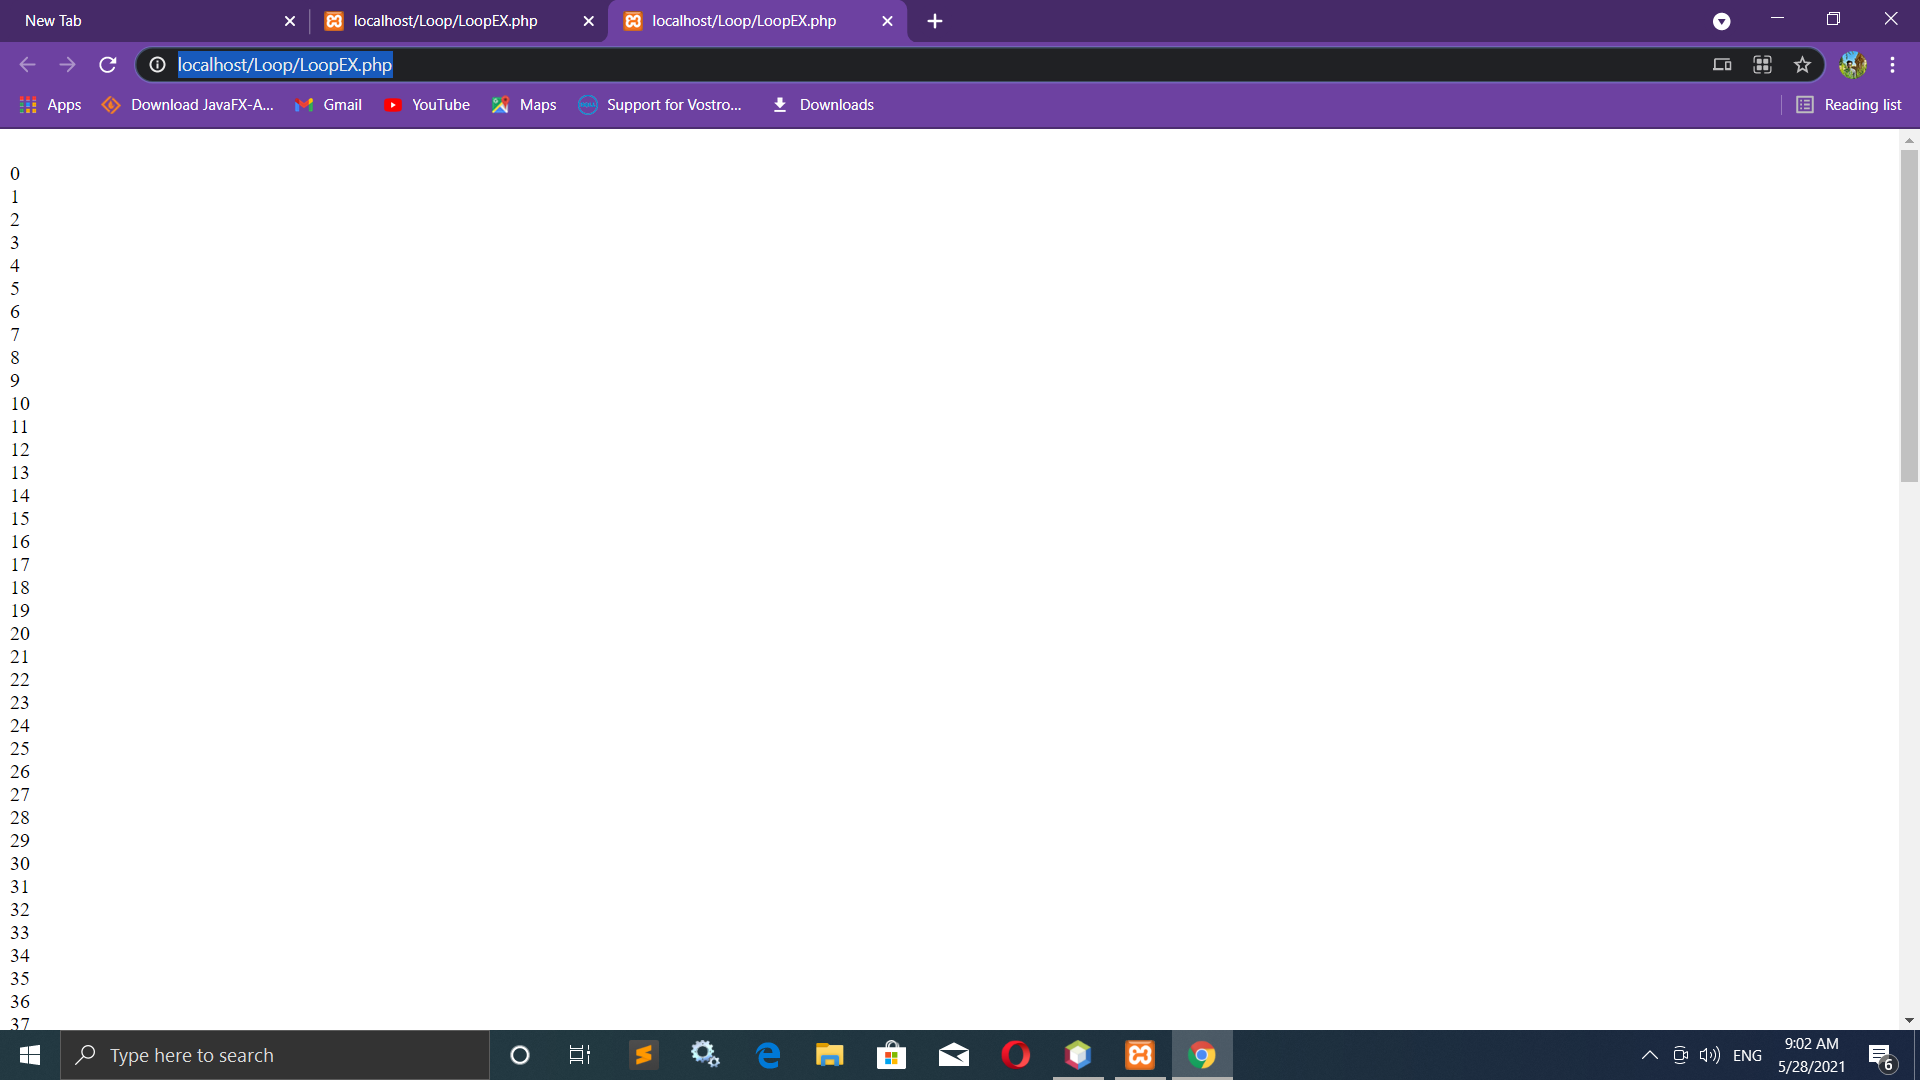 New Tab
localhost/Loop/LoopEX.php
localhost/Loop/LoopEX.php
localhost/Loop/LoopEX.php
Apps
Download JavaFX-A...
Gmail
YouTube
Maps
Support for Vostro...
Downloads
Reading list
0
1
2
3
4
5
6
7
8
9
10
11
12
13
14
15
16
17
18
19
20
21
22
23
24
25
26
27
28
29
30
31
32
33
34
35
36
37
Type here to search
ENG
9:02 AM
5/28/2021
6